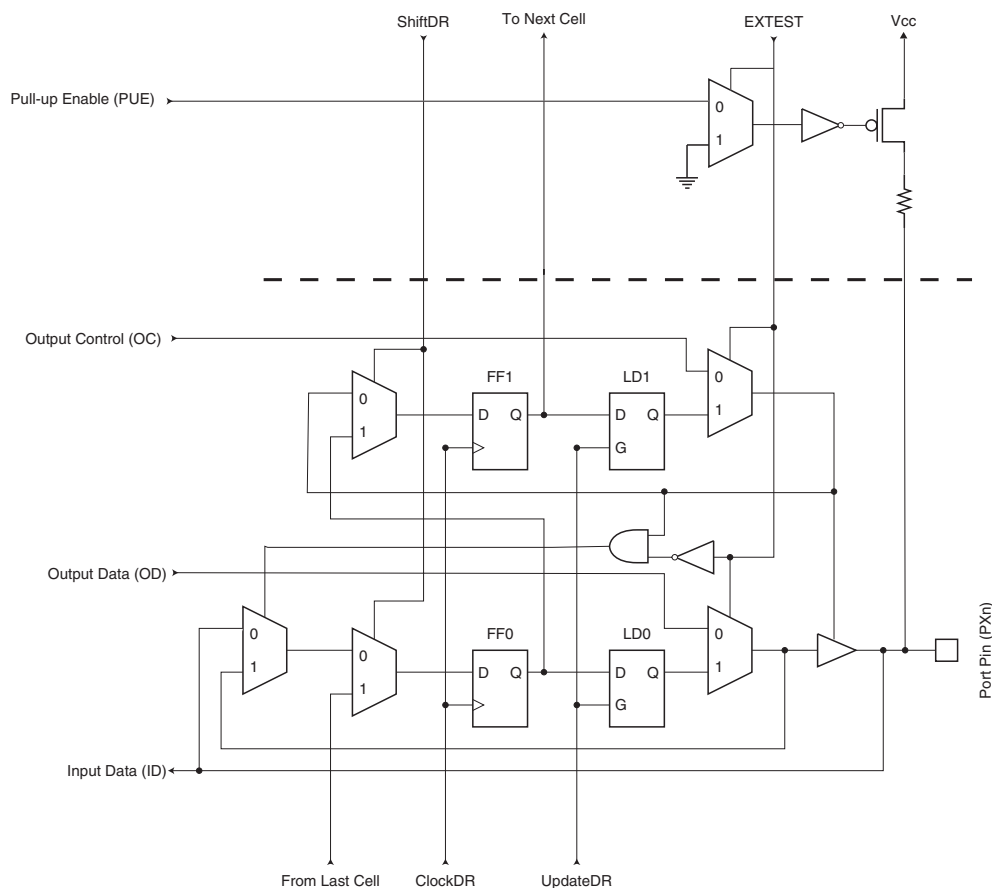 ShiftDR
To Next Cell
EXTEST
Vcc
Pull-up Enable (PUE)
0
1
Output Control (OC)
FF1
LD1
0
1
0
1
D Q
D Q
G
Output Data (OD)
FF0
LD0
0
1
0
1
0
1
D Q
D Q
G
Port Pin (PXn)
Input Data (ID)
From Last Cell
ClockDR
UpdateDR